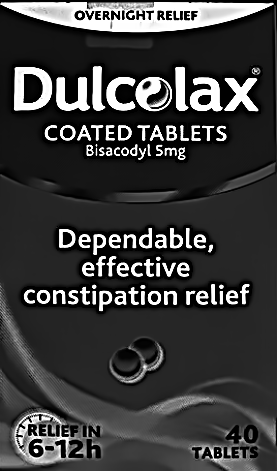 OVERNIGHT RELIEF
Dulcolax®
COATED TABLETS
Bisacodyl 5mg
Dependable,
effective
constipation relief
RELIEF IN
6-12h
40
TABLETS